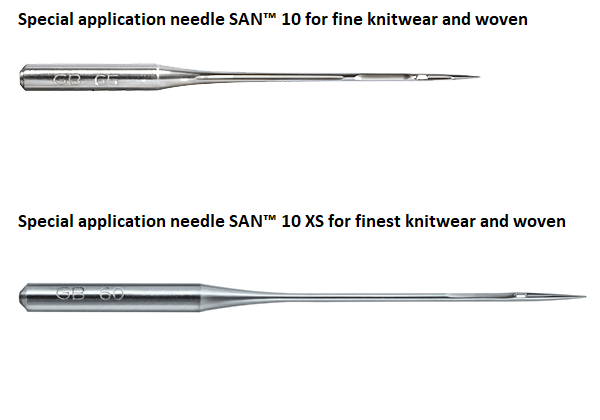 Special application needle SAN™ 10 for fine knitwear and woven
GB 65
Special application needle SAN™ 10 XS for finest knitwear and woven
GB 60